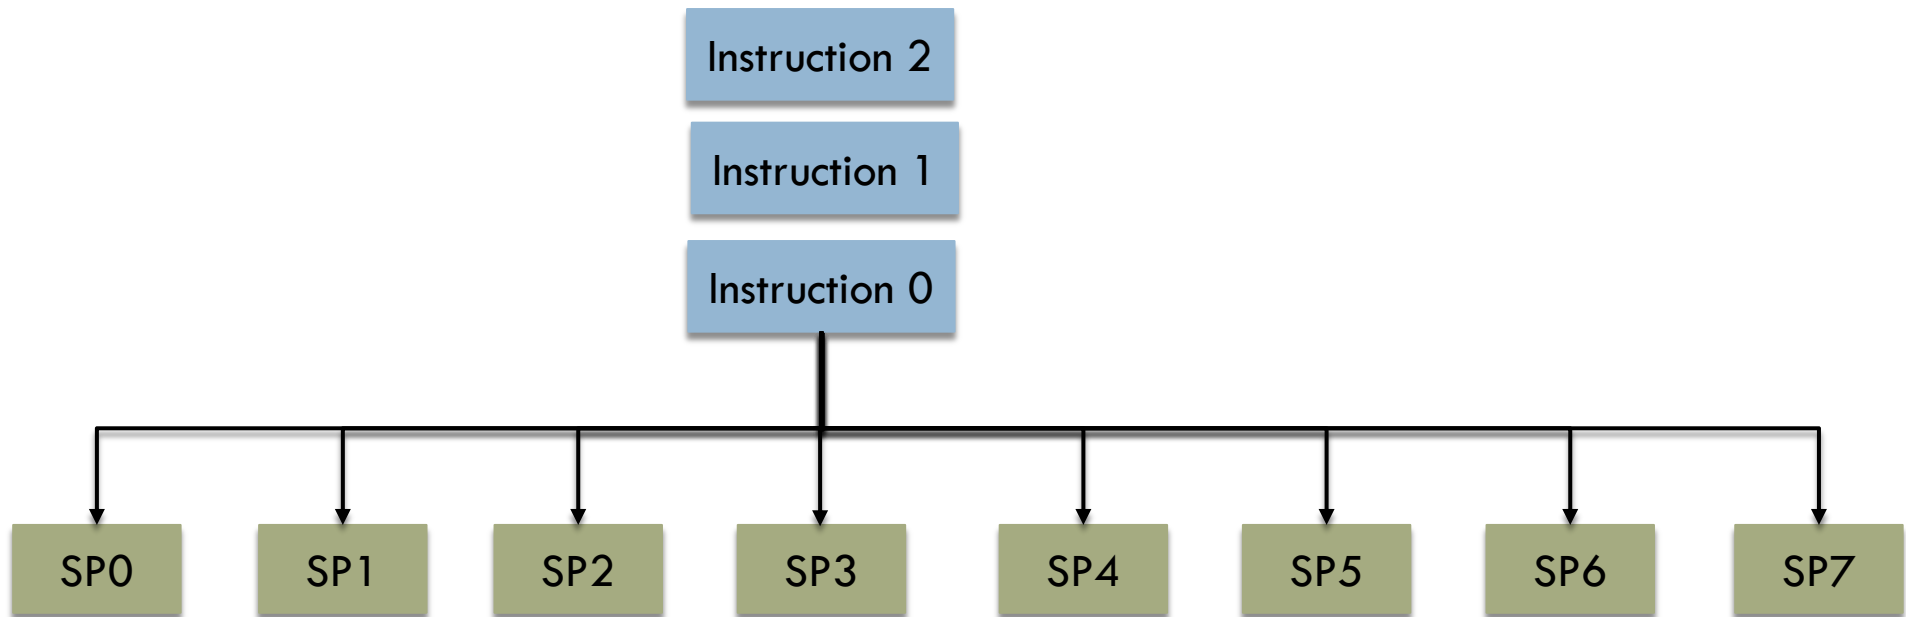 Instruction 2
Instruction 1
Instruction 0
SP0 SP1 SP2 SP3 SP4 SP5 SP6 SP7